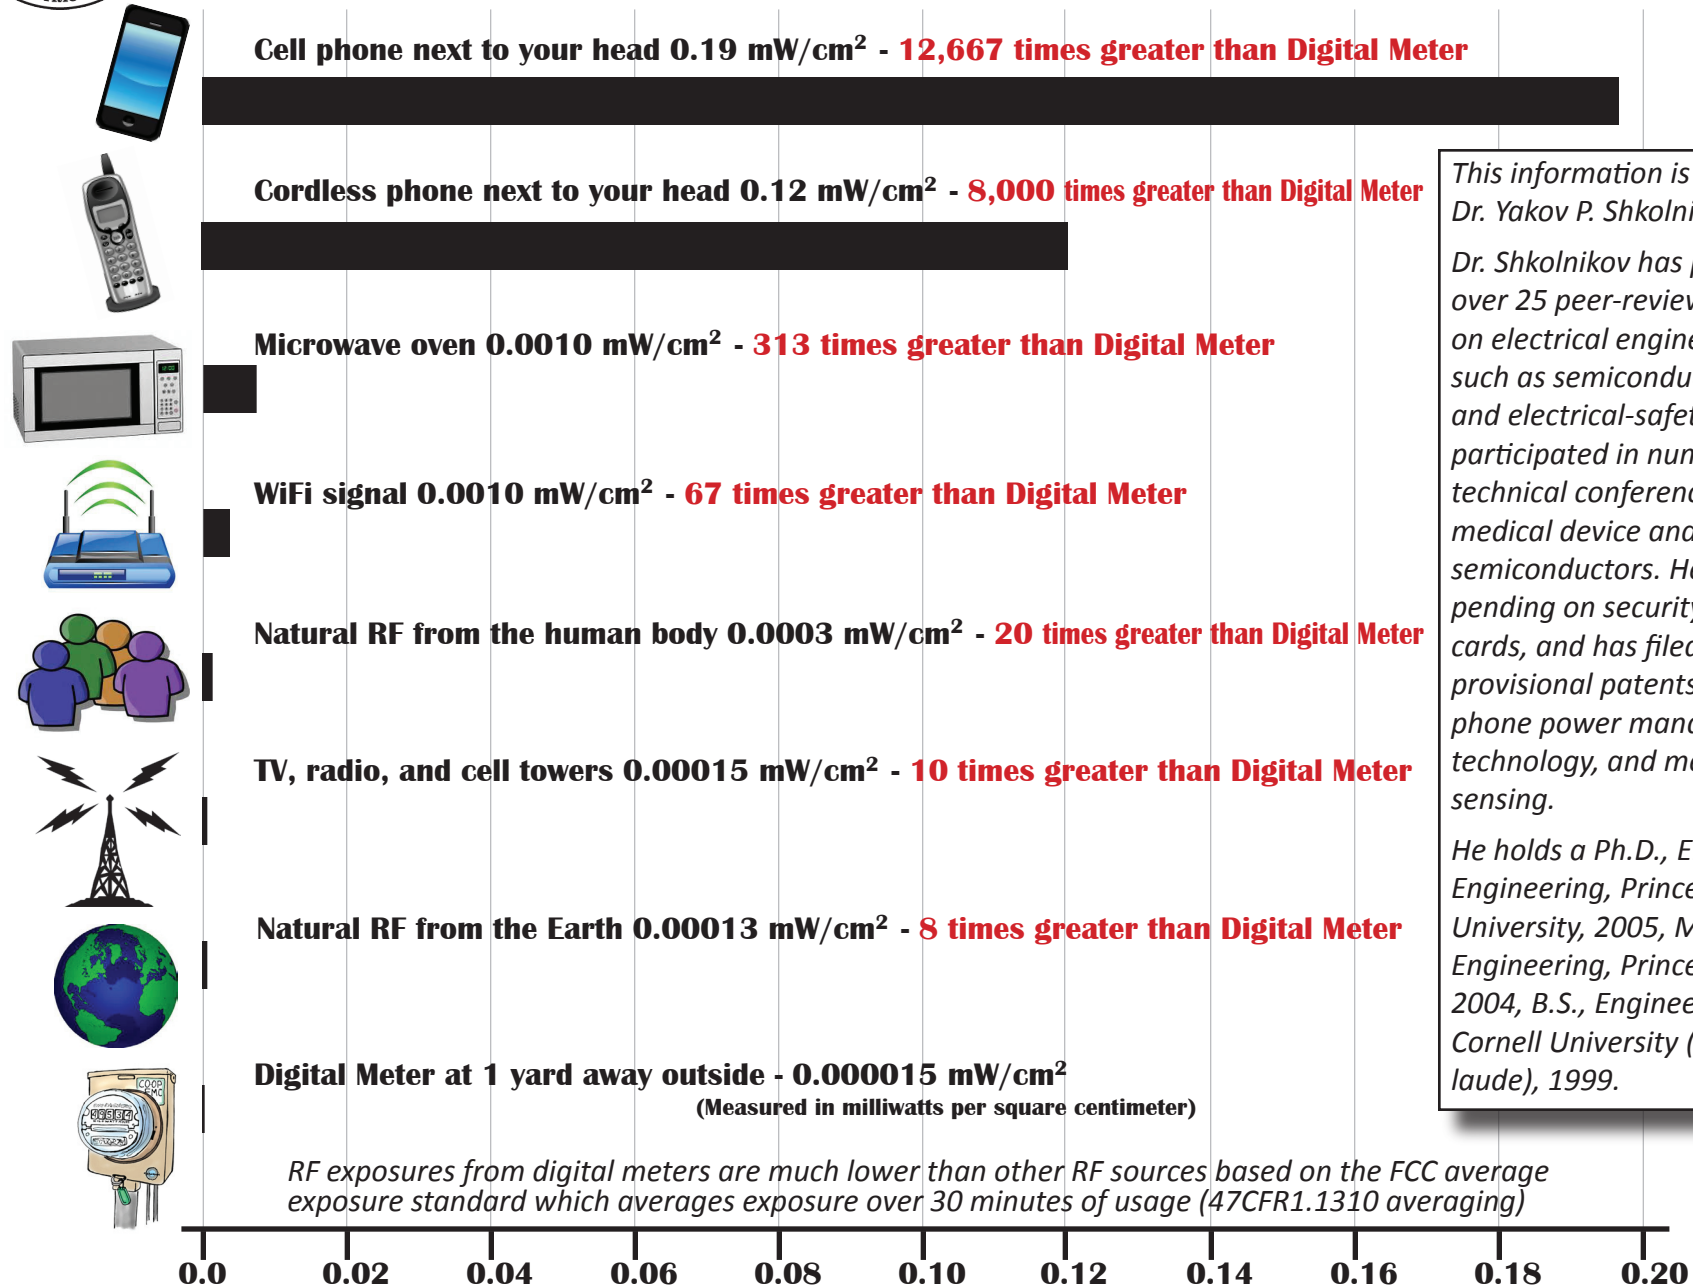 Cell phone next to your head 0.19 mW/cm² - 12,667 times greater than Digital Meter
Cordless phone next to your head 0.12 mW/cm² - 8,000 times greater than Digital Meter
Microwave oven 0.0010 mW/cm² - 313 times greater than Digital Meter
WiFi signal 0.0010 mW/cm² - 67 times greater than Digital Meter
Natural RF from the human body 0.0003 mW/cm² - 20 times greater than Digital Meter
TV, radio, and cell towers 0.00015 mW/cm² - 10 times greater than Digital Meter
Natural RF from the Earth 0.00013 mW/cm² - 8 times greater than Digital Meter
CO-OP
EMC
Digital Meter at 1 yard away outside - 0.000015 mW/cm²
(Measured in milliwatts per square centimeter)
RF exposures from digital meters are much lower than other RF sources based on the FCC average
exposure standard which averages exposure over 30 minutes of usage (47CFR1.1310 averaging)
0.0 0.02 0.04 0.06 0.08 0.10 0.12 0.14 0.16 0.18 0.20
This information is
Dr. Yakov P. Shkolni
Dr. Shkolnikov has
over 25 peer-review
on electrical engine
such as semicondu
and electrical-safet
participated in num
technical conferenc
medical device and
semiconductors. He
pending on security
cards, and has filed
provisional patents
phone power mana
technology, and
sensing.
He holds a Ph.D., E
Engineering, Prince
University, 2005, M
Engineering, Prince
2004, B.S., Enginee
Cornell University (
laude), 1999.